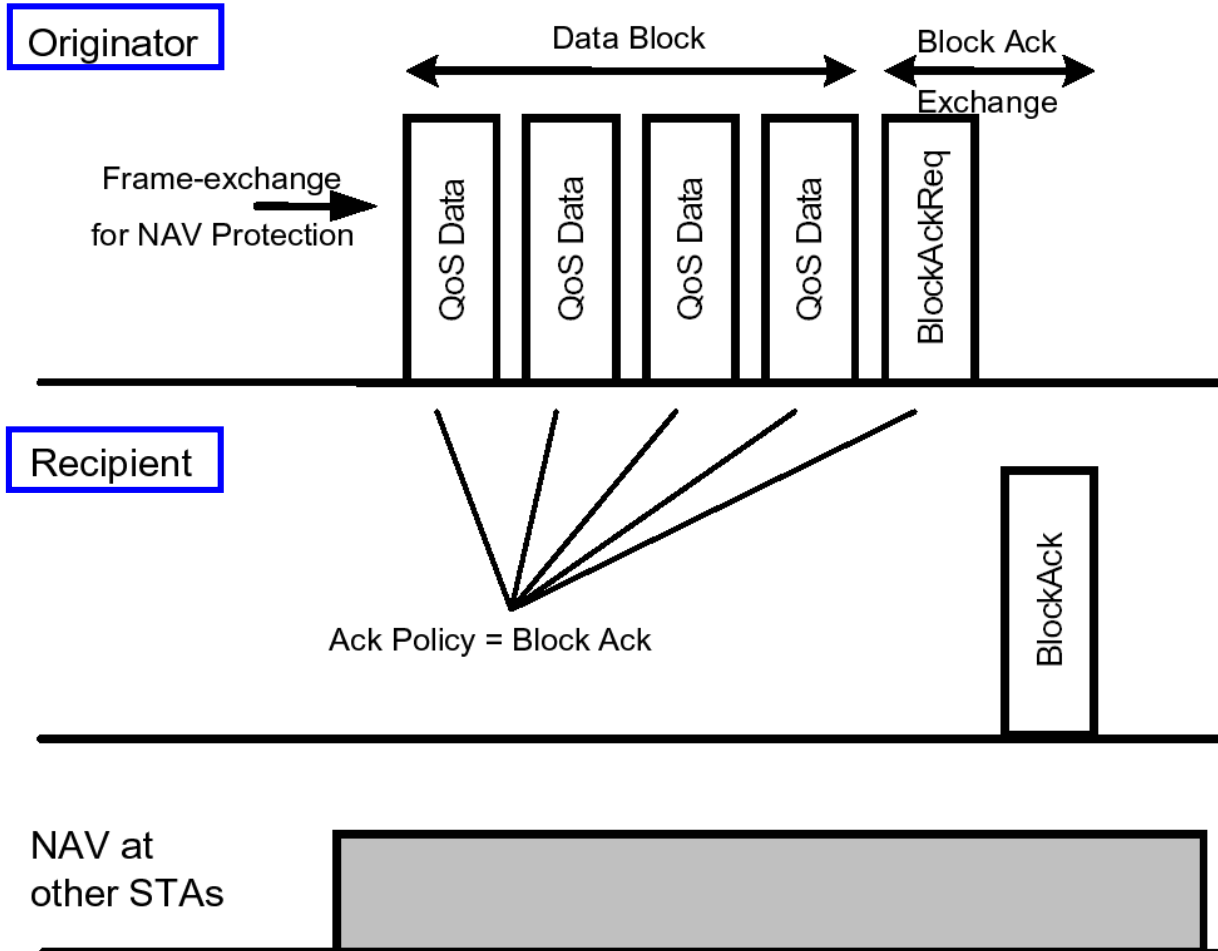 Originator
Data Block
Block Ack
Exchange
Frame-exchange
for NAV Protection
QoS Data
QoS Data
QoS Data
QoS Data
BlockAckReq
Recipient
Ack Policy = Block Ack
BlockAck
NAV at
other STAs